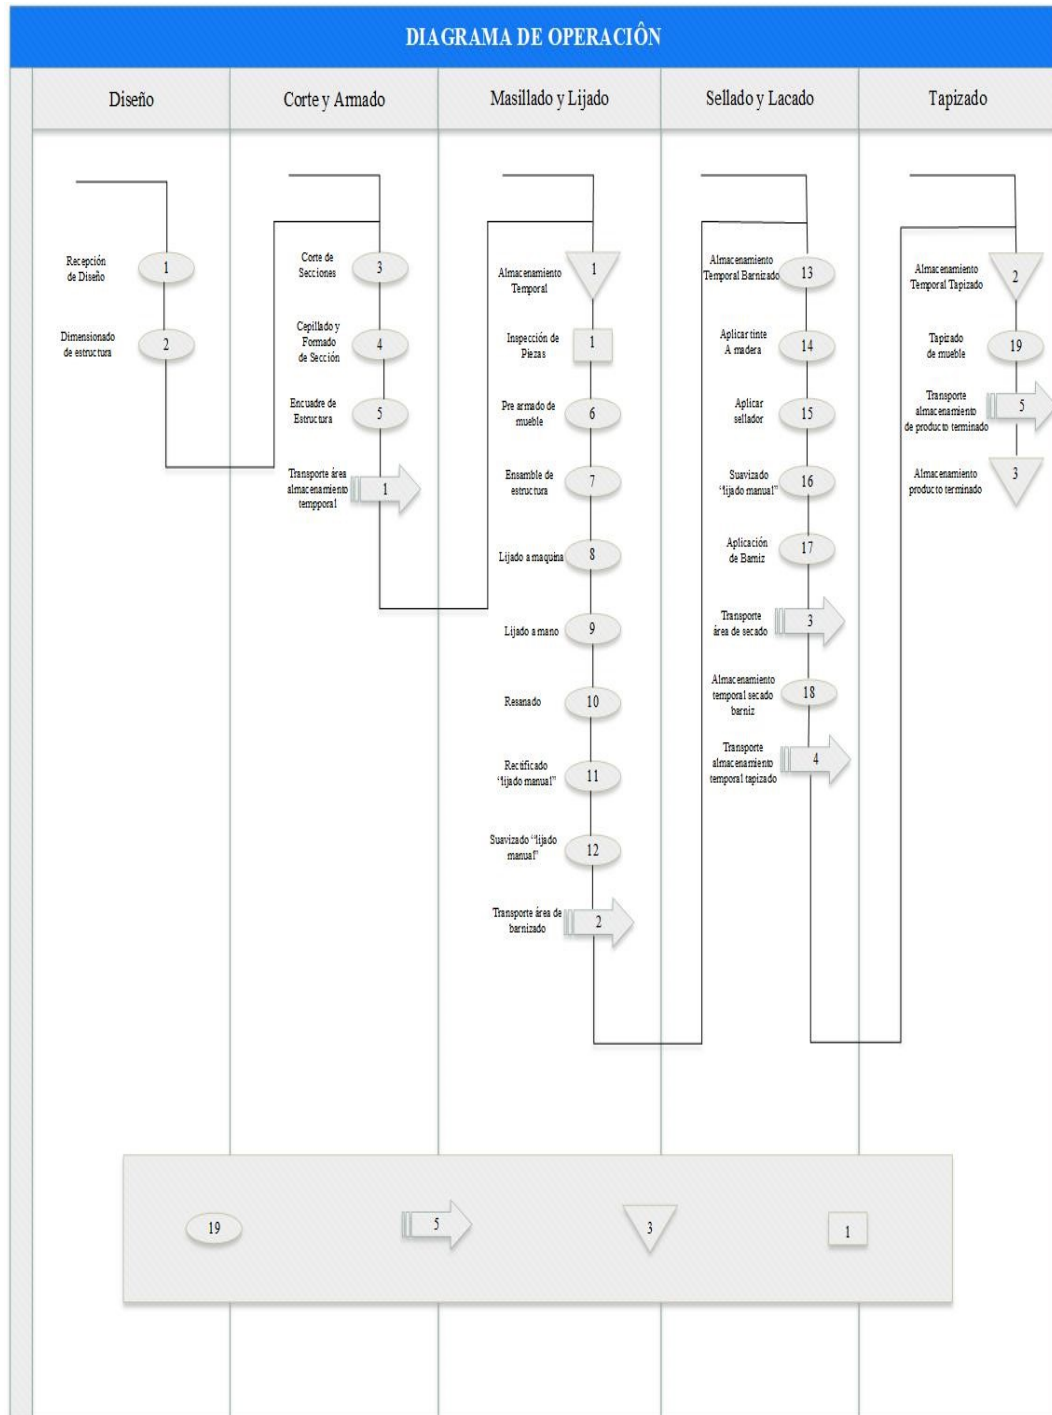 DIAGRAMA DE OPERACIÔN
Diseño
Corte y Armado
Masillado y Lijado
Sellado y Lacado
Tapizado
Recepción
de Diseño
1
Dimensionado
de estructura
2
Corte de
Secciones
3
Cepillado y
Formado
de Sección
4
Encuadre de
Estructura
5
Transporte área
almacenamiento
tempporal
1
Almacenamiento
Temporal
1
Inspección de
Piezas
1
Pre armado de
mueble
6
Ensamble de
estructura
7
Lijado a maquina
8
Lijado a mano
9
Resanado
10
Rectificado
“lijado manual”
11
Suavizado “lijado
manual”
12
Transporte área de
barnizado
2
Almacenamiento
Temporal Barnizado
13
Aplicar tinte
A madera
14
Aplicar
sellador
15
Suavizado
“lijado manual”
16
Aplicación
de Barniz
17
Transporte
área de secado
3
Almacenamiento
temporal secado
barniz
18
Transporte
almacenamiento
temporal tapizado
4
Almacenamiento
Temporal Tapizado
2
Tapizado
de mueble
19
Transporte
almacenamiento
de producto terminado
5
Almacenamiento
producto terminado
3
19
5
3
1